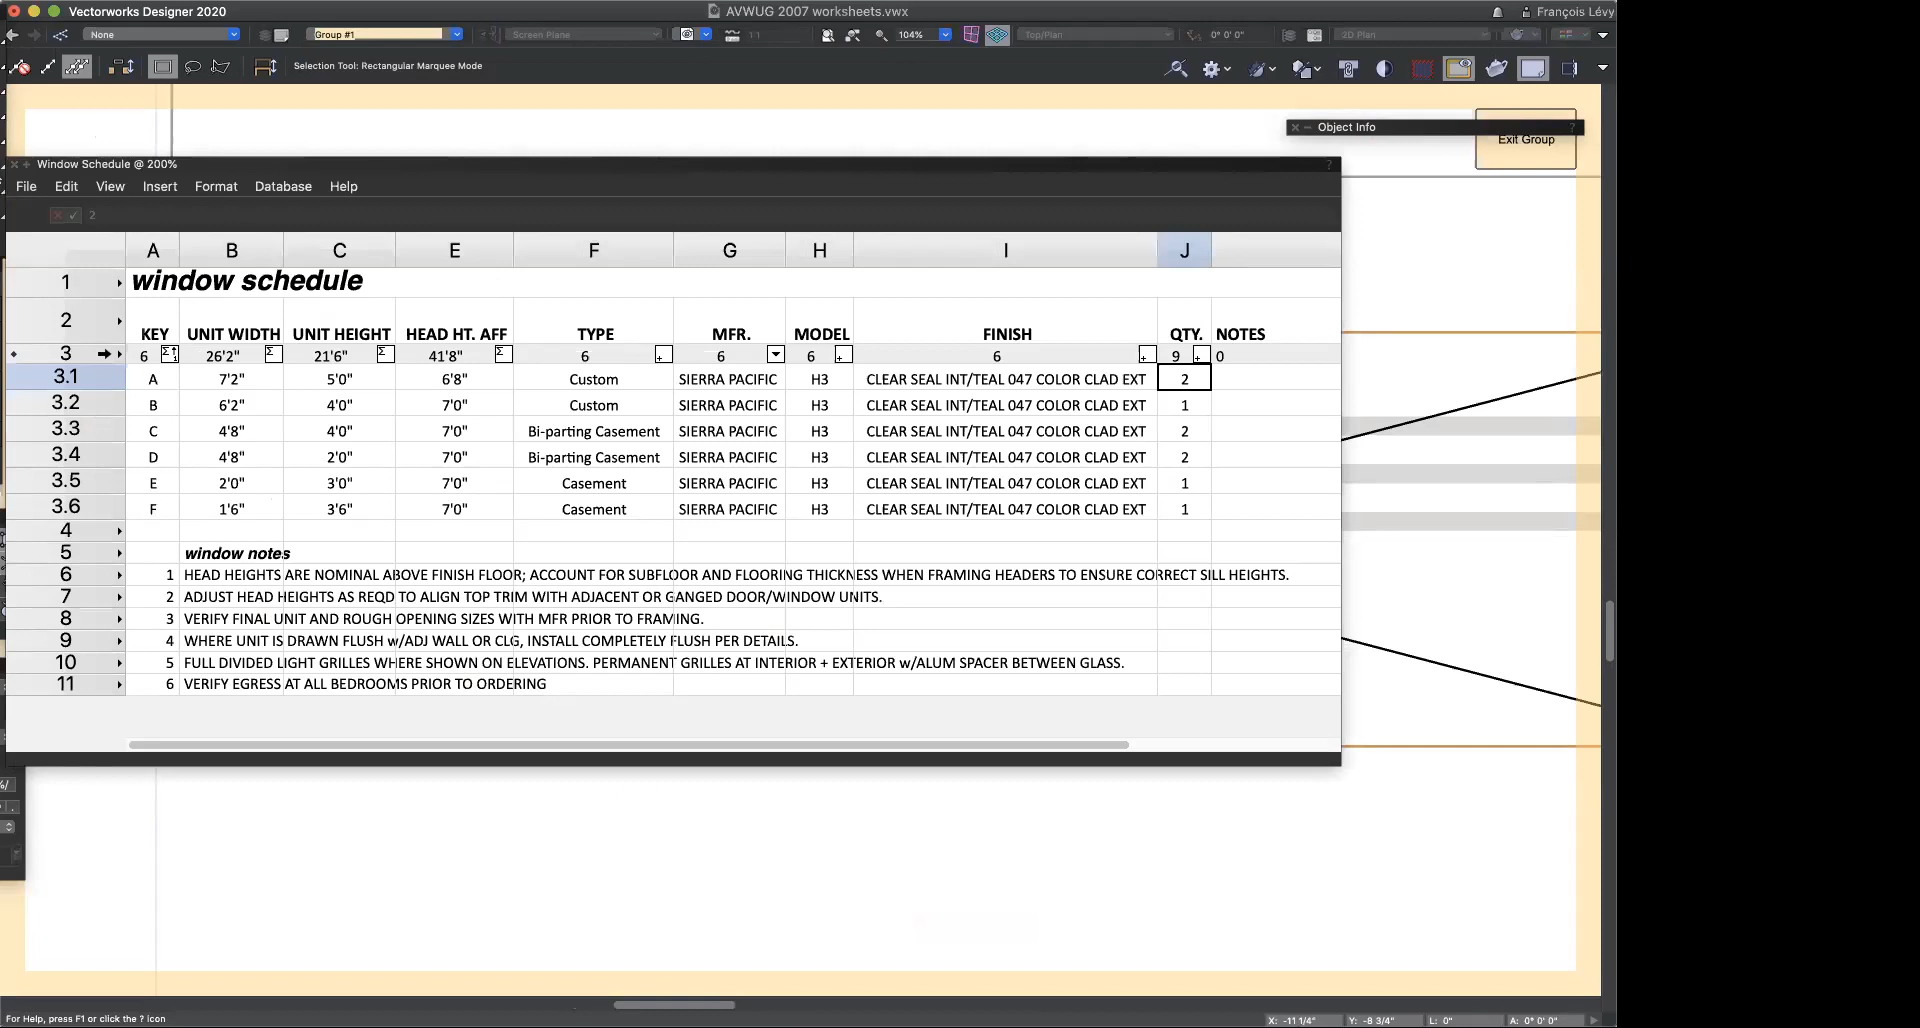 Vectorworks Designer 2020
AVWUG 2007 worksheets.vwx
François Lévy
None
Group #1
Screen Plane
1:1
104%
Top/Plan
0° 0' 0"
2D Plan
Selection Tool: Rectangular Marquee Mode
Object Info
?
Exit Group
Window Schedule @ 200%
?
File Edit View Insert Format Database Help
2
A B C E F G H I J
1 window schedule
2 KEY UNIT WIDTH UNIT HEIGHT HEAD HT. AFF TYPE MFR. MODEL FINISH QTY. NOTES
3 6 26'2" 21'6" 41'8" 6 6 6 6 9 0
3.1 A 7'2" 5'0" 6'8" Custom SIERRA PACIFIC H3 CLEAR SEAL INT/TEAL 047 COLOR CLAD EXT 2
3.2 B 6'2" 4'0" 7'0" Custom SIERRA PACIFIC H3 CLEAR SEAL INT/TEAL 047 COLOR CLAD EXT 1
3.3 C 4'8" 4'0" 7'0" Bi-parting Casement SIERRA PACIFIC H3 CLEAR SEAL INT/TEAL 047 COLOR CLAD EXT 2
3.4 D 4'8" 2'0" 7'0" Bi-parting Casement SIERRA PACIFIC H3 CLEAR SEAL INT/TEAL 047 COLOR CLAD EXT 2
3.5 E 2'0" 3'0" 7'0" Casement SIERRA PACIFIC H3 CLEAR SEAL INT/TEAL 047 COLOR CLAD EXT 1
3.6 F 1'6" 3'6" 7'0" Casement SIERRA PACIFIC H3 CLEAR SEAL INT/TEAL 047 COLOR CLAD EXT 1
4
5 window notes
6 1 HEAD HEIGHTS ARE NOMINAL ABOVE FINISH FLOOR; ACCOUNT FOR SUBFLOOR AND FLOORING THICKNESS WHEN FRAMING HEADERS TO ENSURE CORRECT SILL HEIGHTS.
7 2 ADJUST HEAD HEIGHTS AS REQD TO ALIGN TOP TRIM WITH ADJACENT OR GANGED DOOR/WINDOW UNITS.
8 3 VERIFY FINAL UNIT AND ROUGH OPENING SIZES WITH MFR PRIOR TO FRAMING.
9 4 WHERE UNIT IS DRAWN FLUSH w/ADJ WALL OR CLG, INSTALL COMPLETELY FLUSH PER DETAILS.
10 5 FULL DIVIDED LIGHT GRILLES WHERE SHOWN ON ELEVATIONS. PERMANENT GRILLES AT INTERIOR + EXTERIOR w/ALUM SPACER BETWEEN GLASS.
11 6 VERIFY EGRESS AT ALL BEDROOMS PRIOR TO ORDERING
%/
For Help, press F1 or click the ? icon
X: -11 1/4" Y: -8 3/4" L: 0" A: 0° 0' 0"